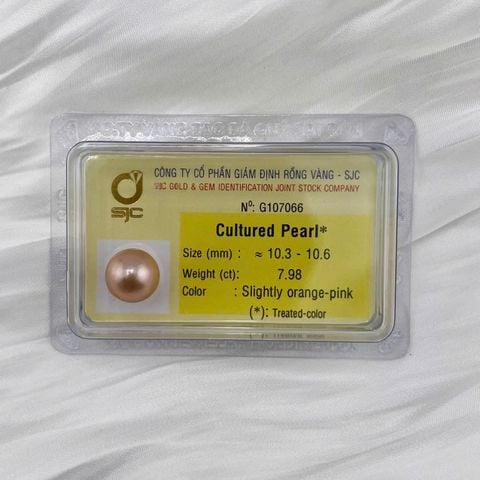 SJC
CÔNG TY CỔ PHẦN GIÁM ĐỊNH RỒNG VÀNG - SJC
SJC GOLD & GEM IDENTIFICATION JOINT STOCK COMPANY
Nº: G107066
Cultured Pearl*
Size (mm) : ≈ 10.3 - 10.6
Weight (ct): 7.98
Color : Slightly orange-pink
(*): Treated-color